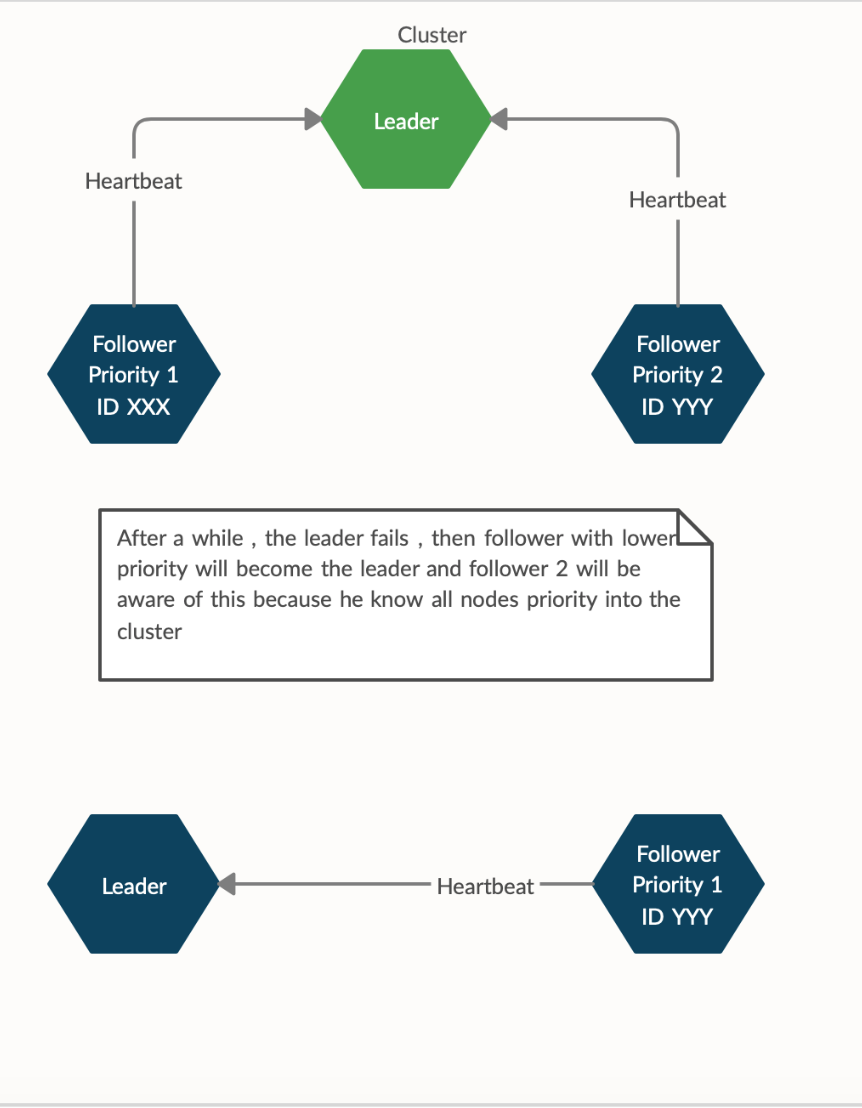 Cluster
Leader
Heartbeat
Heartbeat
Follower
Priority 1
ID XXX
Follower
Priority 2
ID YYY
After a while , the leader fails , then follower with lower
priority will become the leader and follower 2 will be
aware of this because he know all nodes priority into the
cluster
Leader
Heartbeat
Follower
Priority 1
ID YYY